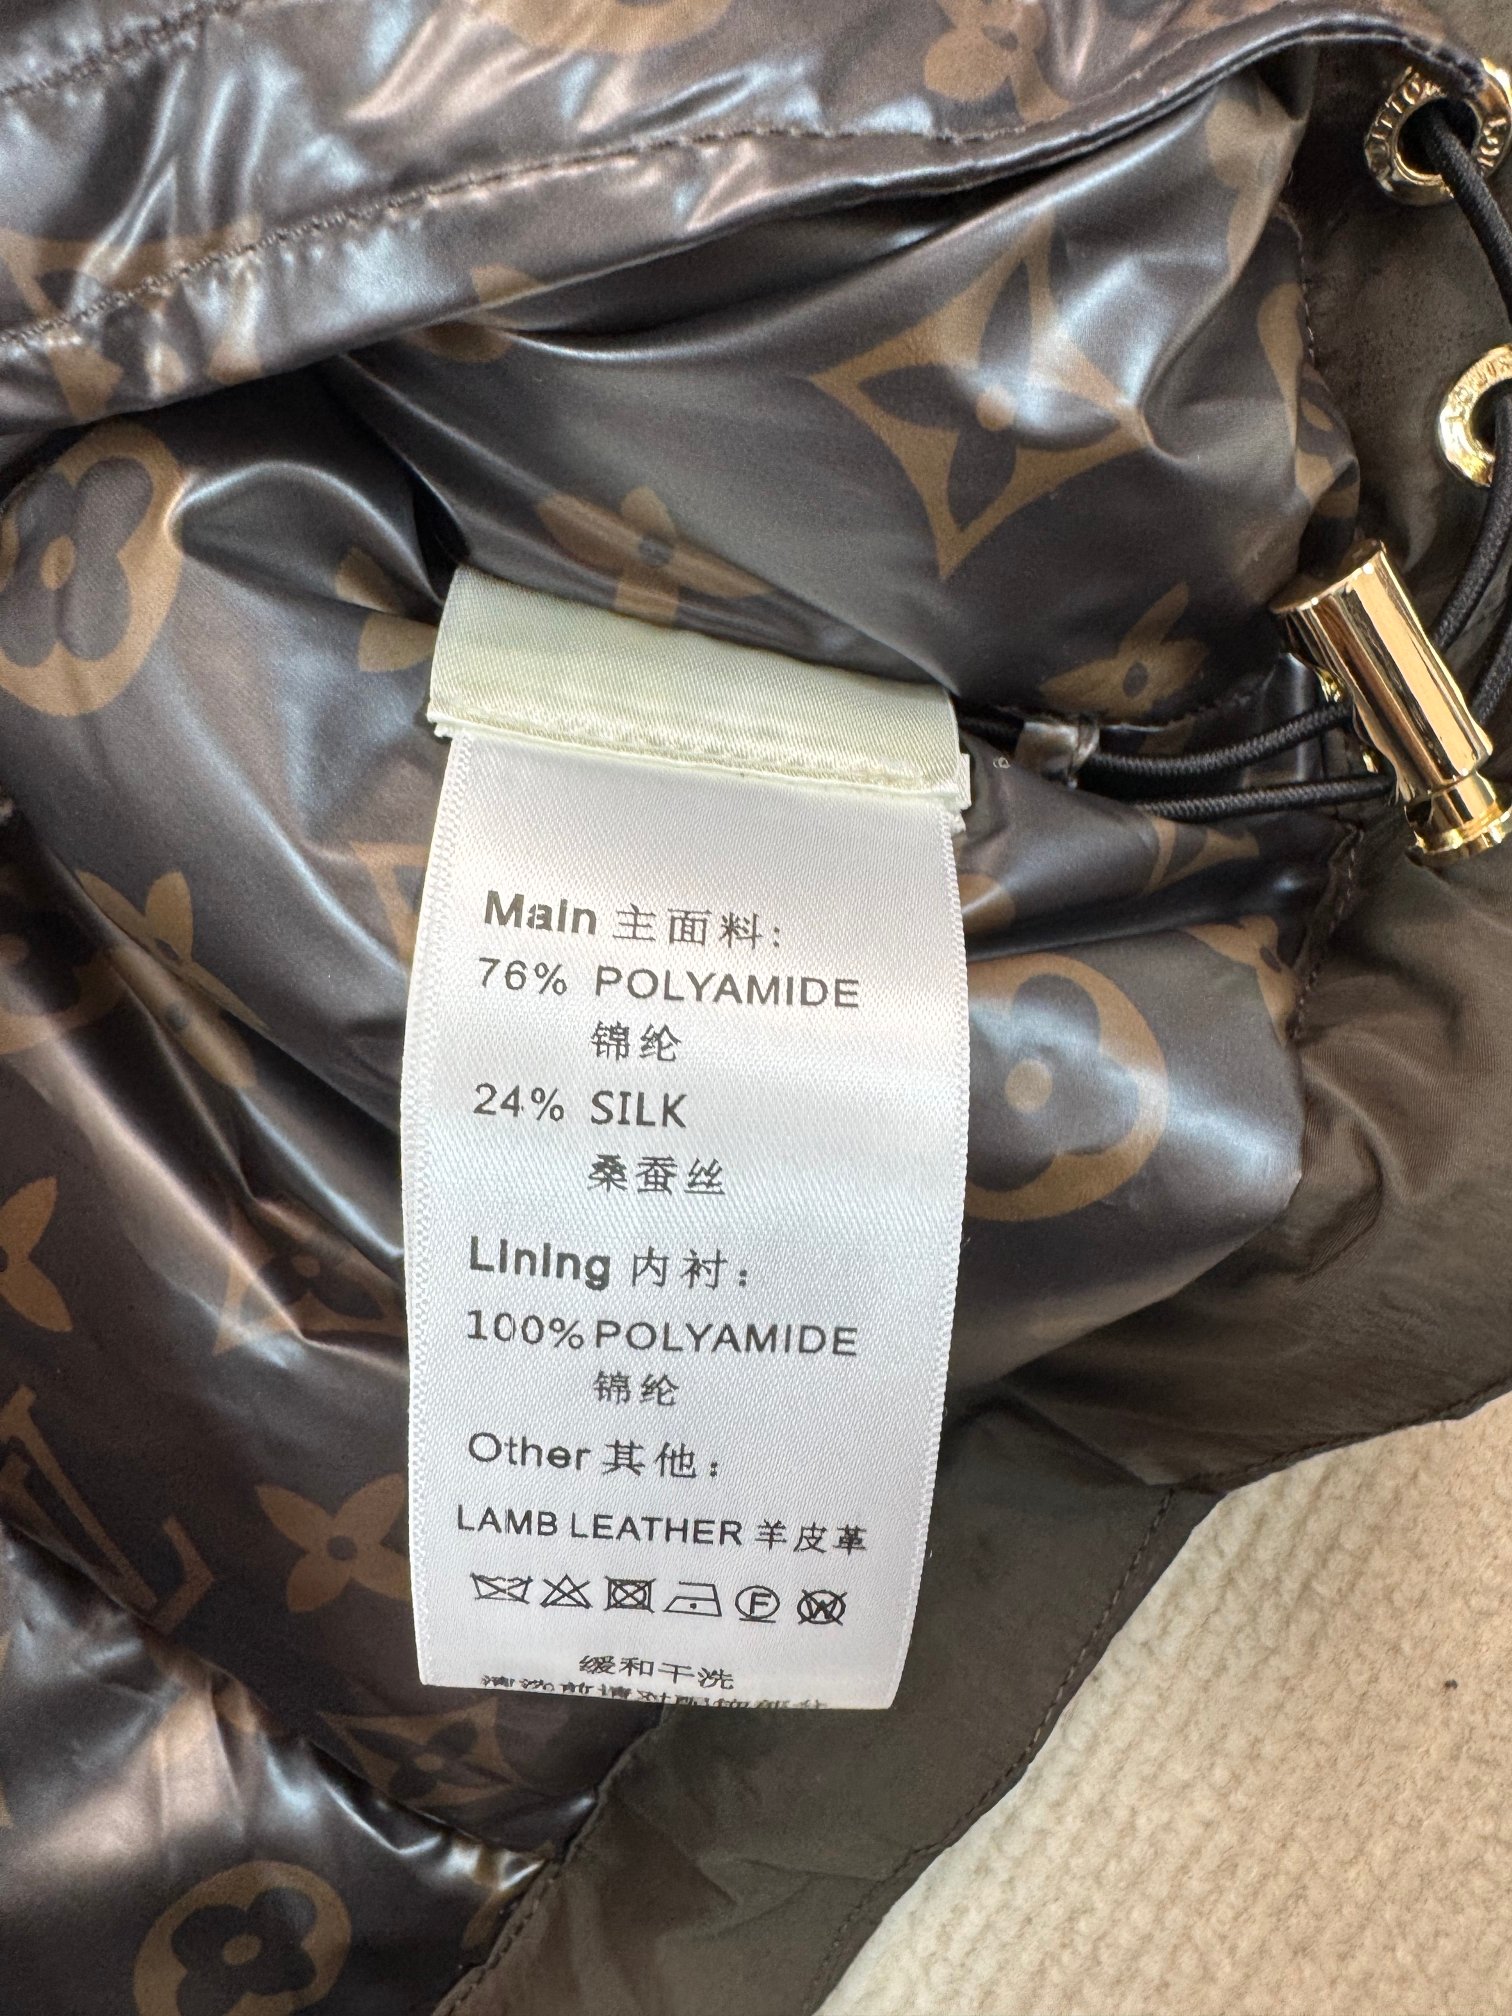 Main 主面料:
76% POLYAMIDE
锦纶
24% SILK
桑蚕丝
Lining 内衬:
100% POLYAMIDE
锦纶
Other 其他:
LAMB LEATHER 羊皮革
F W
缓和干洗